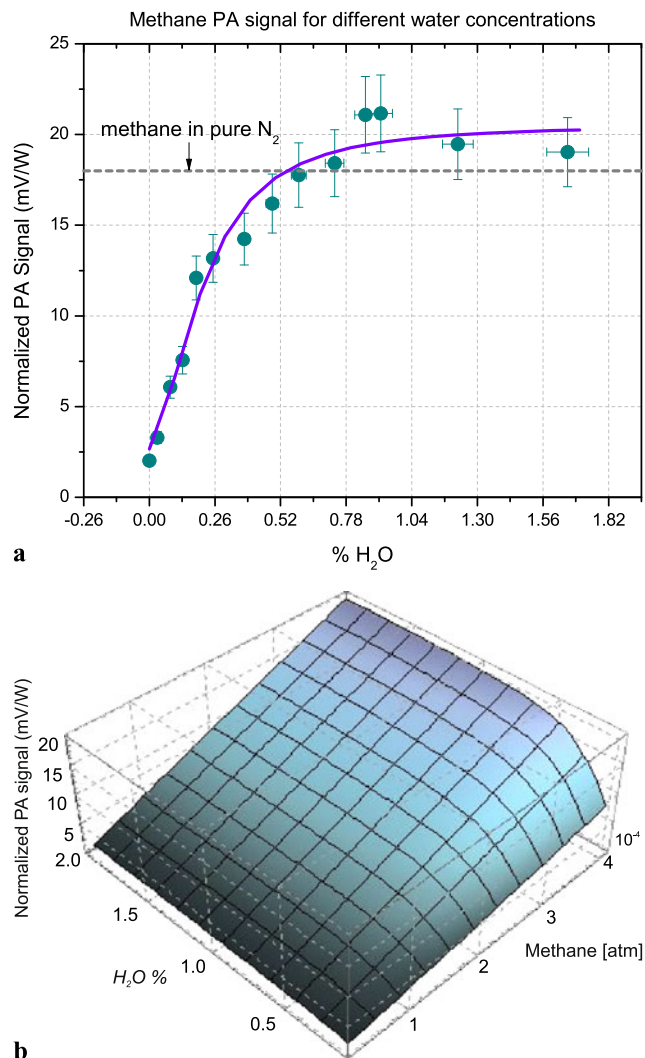 Methane PA signal for different water concentrations
25
20
15
10
5
0
Normalized PA Signal (mV/W)
methane in pure N₂
-0.26 0.00 0.26 0.52 0.78 1.04 1.30 1.56 1.82
% H₂O
a
Normalized PA signal (mV/W)
20
15
10
5
2.0
1.5
1.0
0.5
H₂O %
10⁻⁴
4
3
2
1
Methane [atm]
b